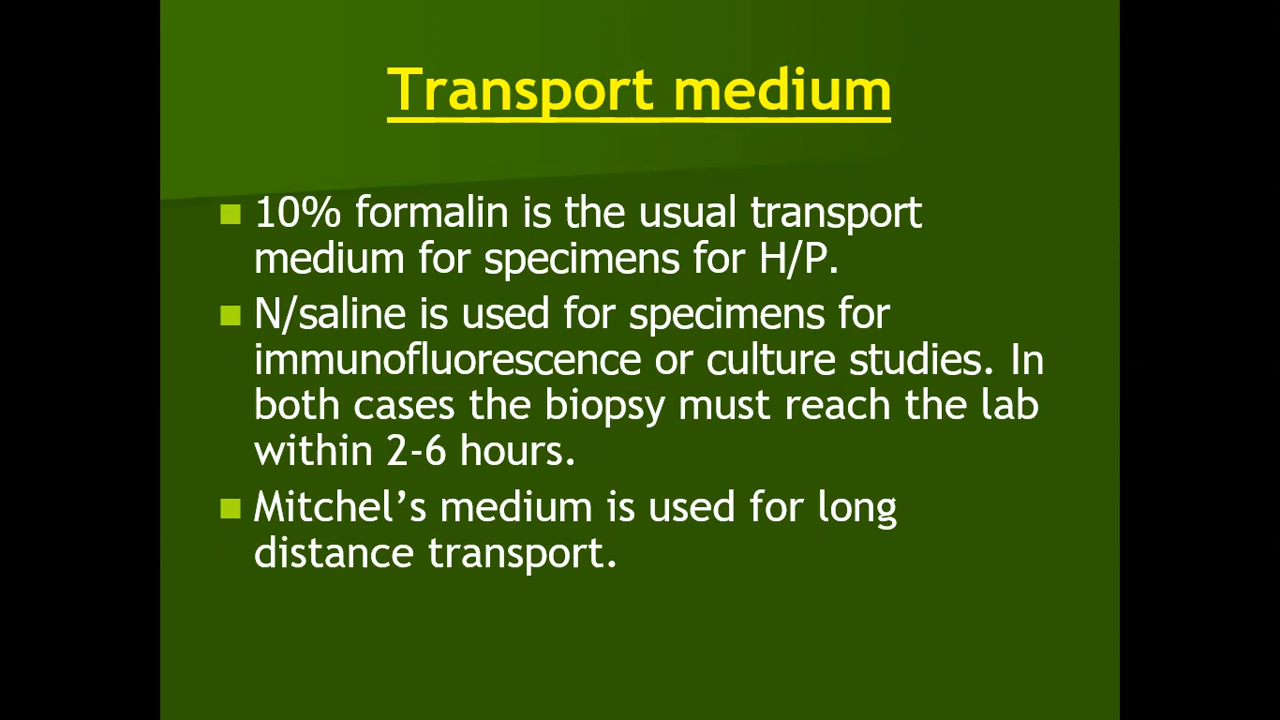 Transport medium
10% formalin is the usual transport
medium for specimens for H/P.
N/saline is used for specimens for
immunofluorescence or culture studies. In
both cases the biopsy must reach the lab
within 2-6 hours.
Mitchel’s medium is used for long
distance transport.